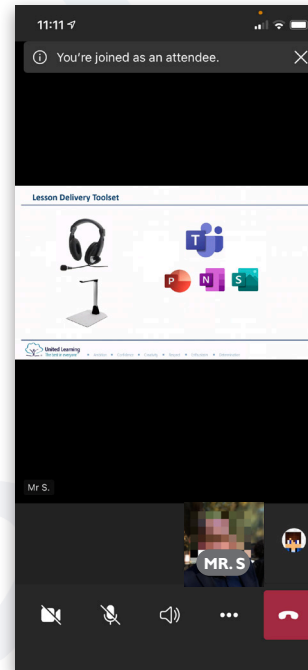 11:11
You're joined as an attendee.
Lesson Delivery Toolset
T
P N S
United Learning
The best in everyone
Mr S.
MR. S